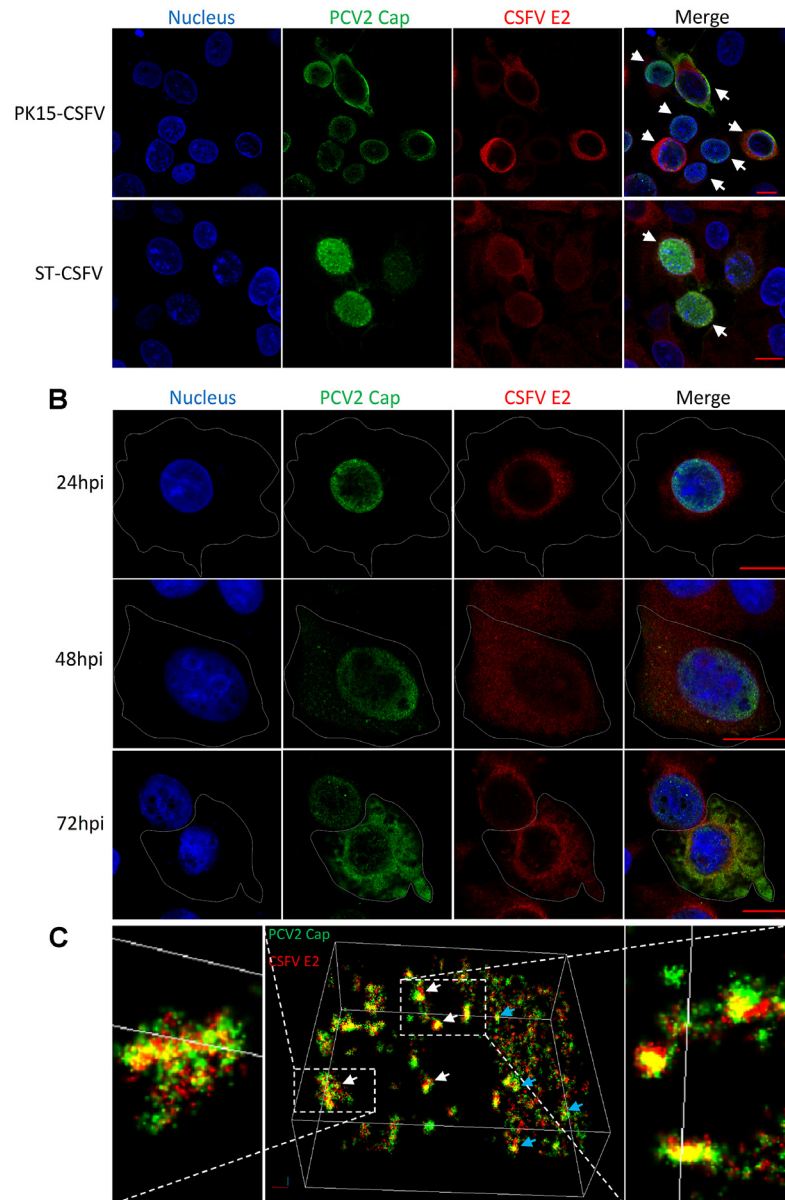 Nucleus PCV2 Cap CSFV E2 Merge
PK15-CSFV
ST-CSFV
B
Nucleus PCV2 Cap CSFV E2 Merge
24hpi
48hpi
72hpi
C
PCV2 Cap
CSFV E2